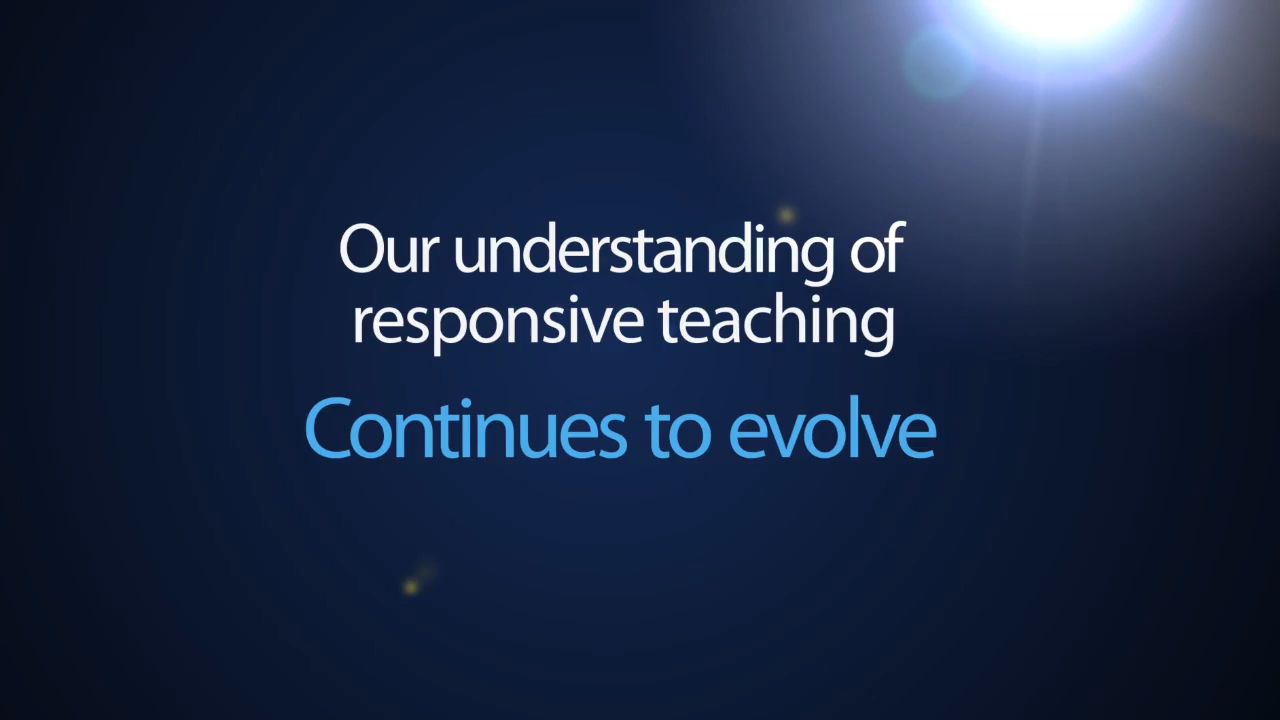 Our understanding of
responsive teaching
Continues to evolve